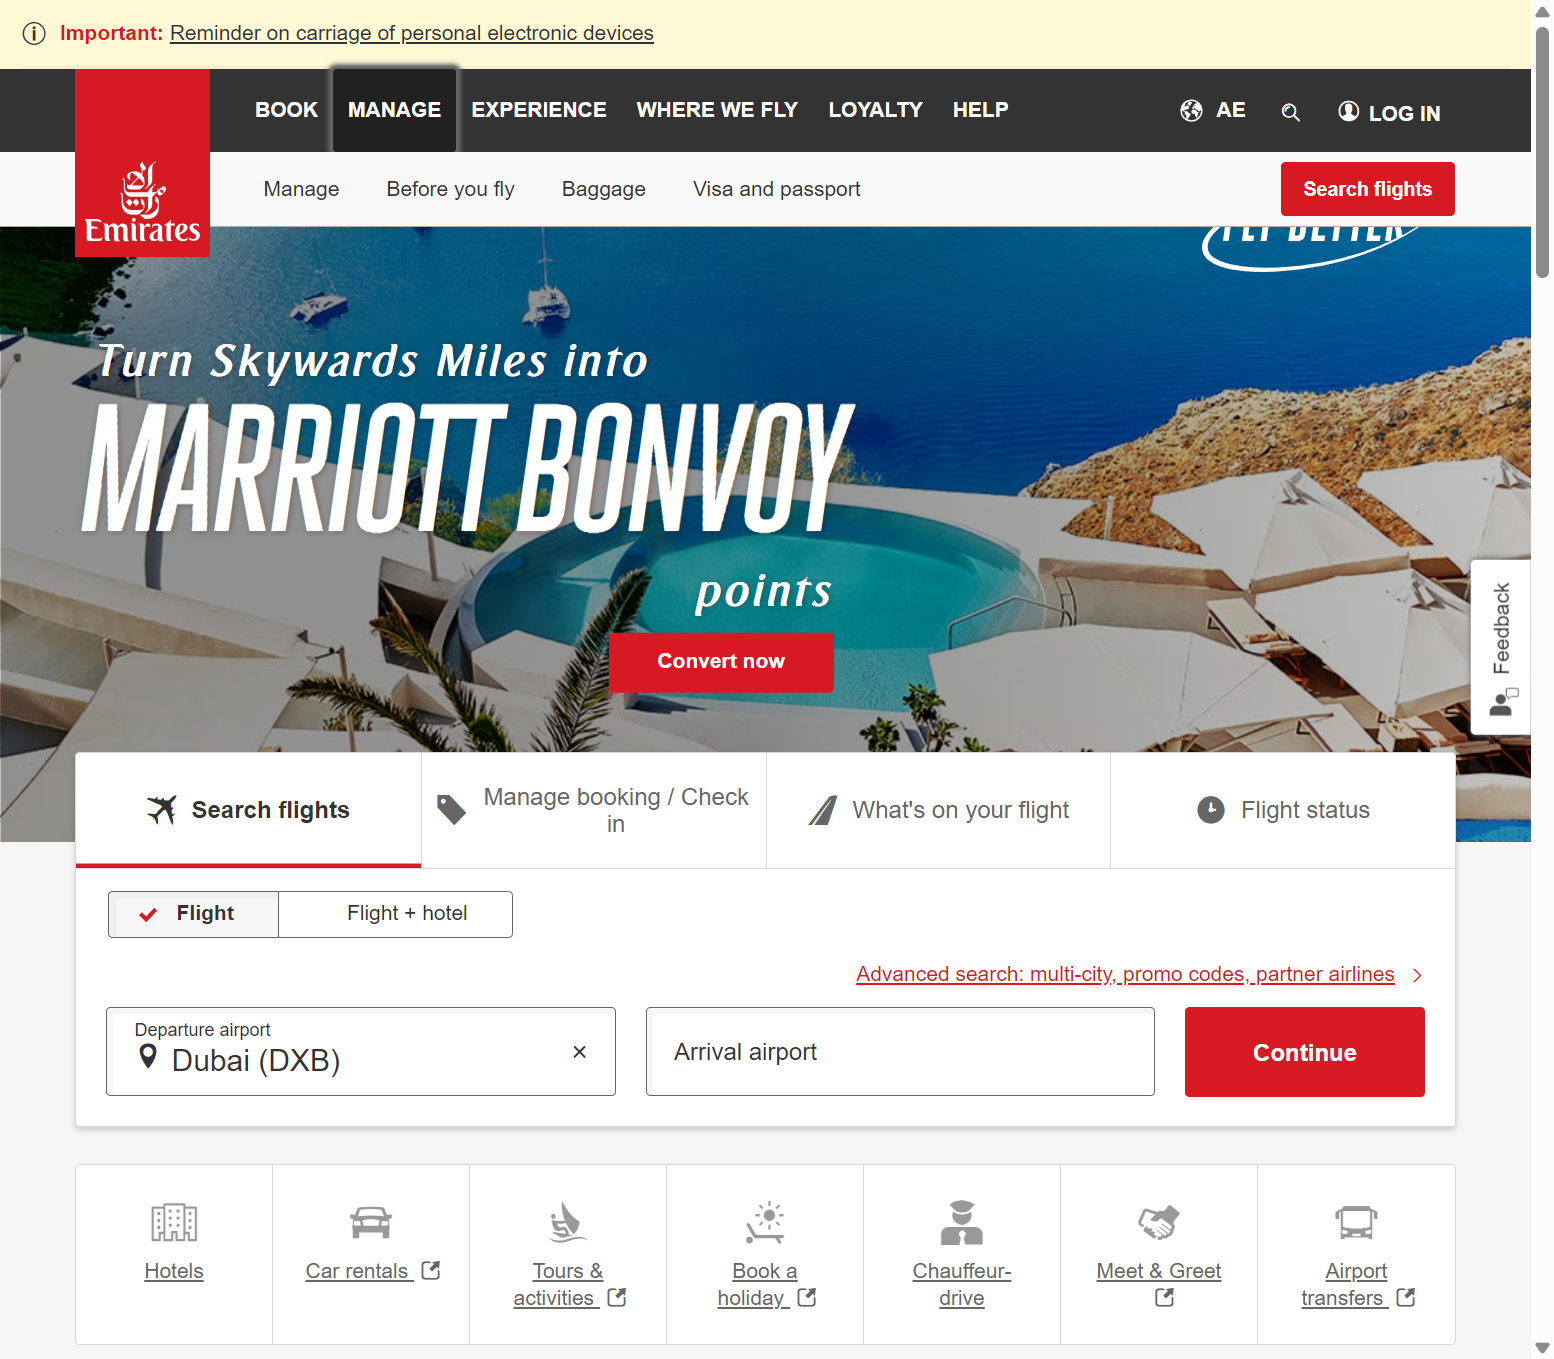 Important: Reminder on carriage of personal electronic devices
BOOK MANAGE EXPERIENCE WHERE WE FLY LOYALTY HELP AE LOG IN
Emirates
Manage Before you fly Baggage Visa and passport Search flights
FLY BETTER
Turn Skywards Miles into
MARRIOTT BONVOY
points
Convert now
Feedback
Search flights
Manage booking / Check
in
What's on your flight
Flight status
Flight
Flight + hotel
Advanced search: multi-city, promo codes, partner airlines
Departure airport
Dubai (DXB)
Arrival airport
Continue
Hotels
Car rentals
Tours &
activities
Book a
holiday
Chauffeur-
drive
Meet & Greet
Airport
transfers